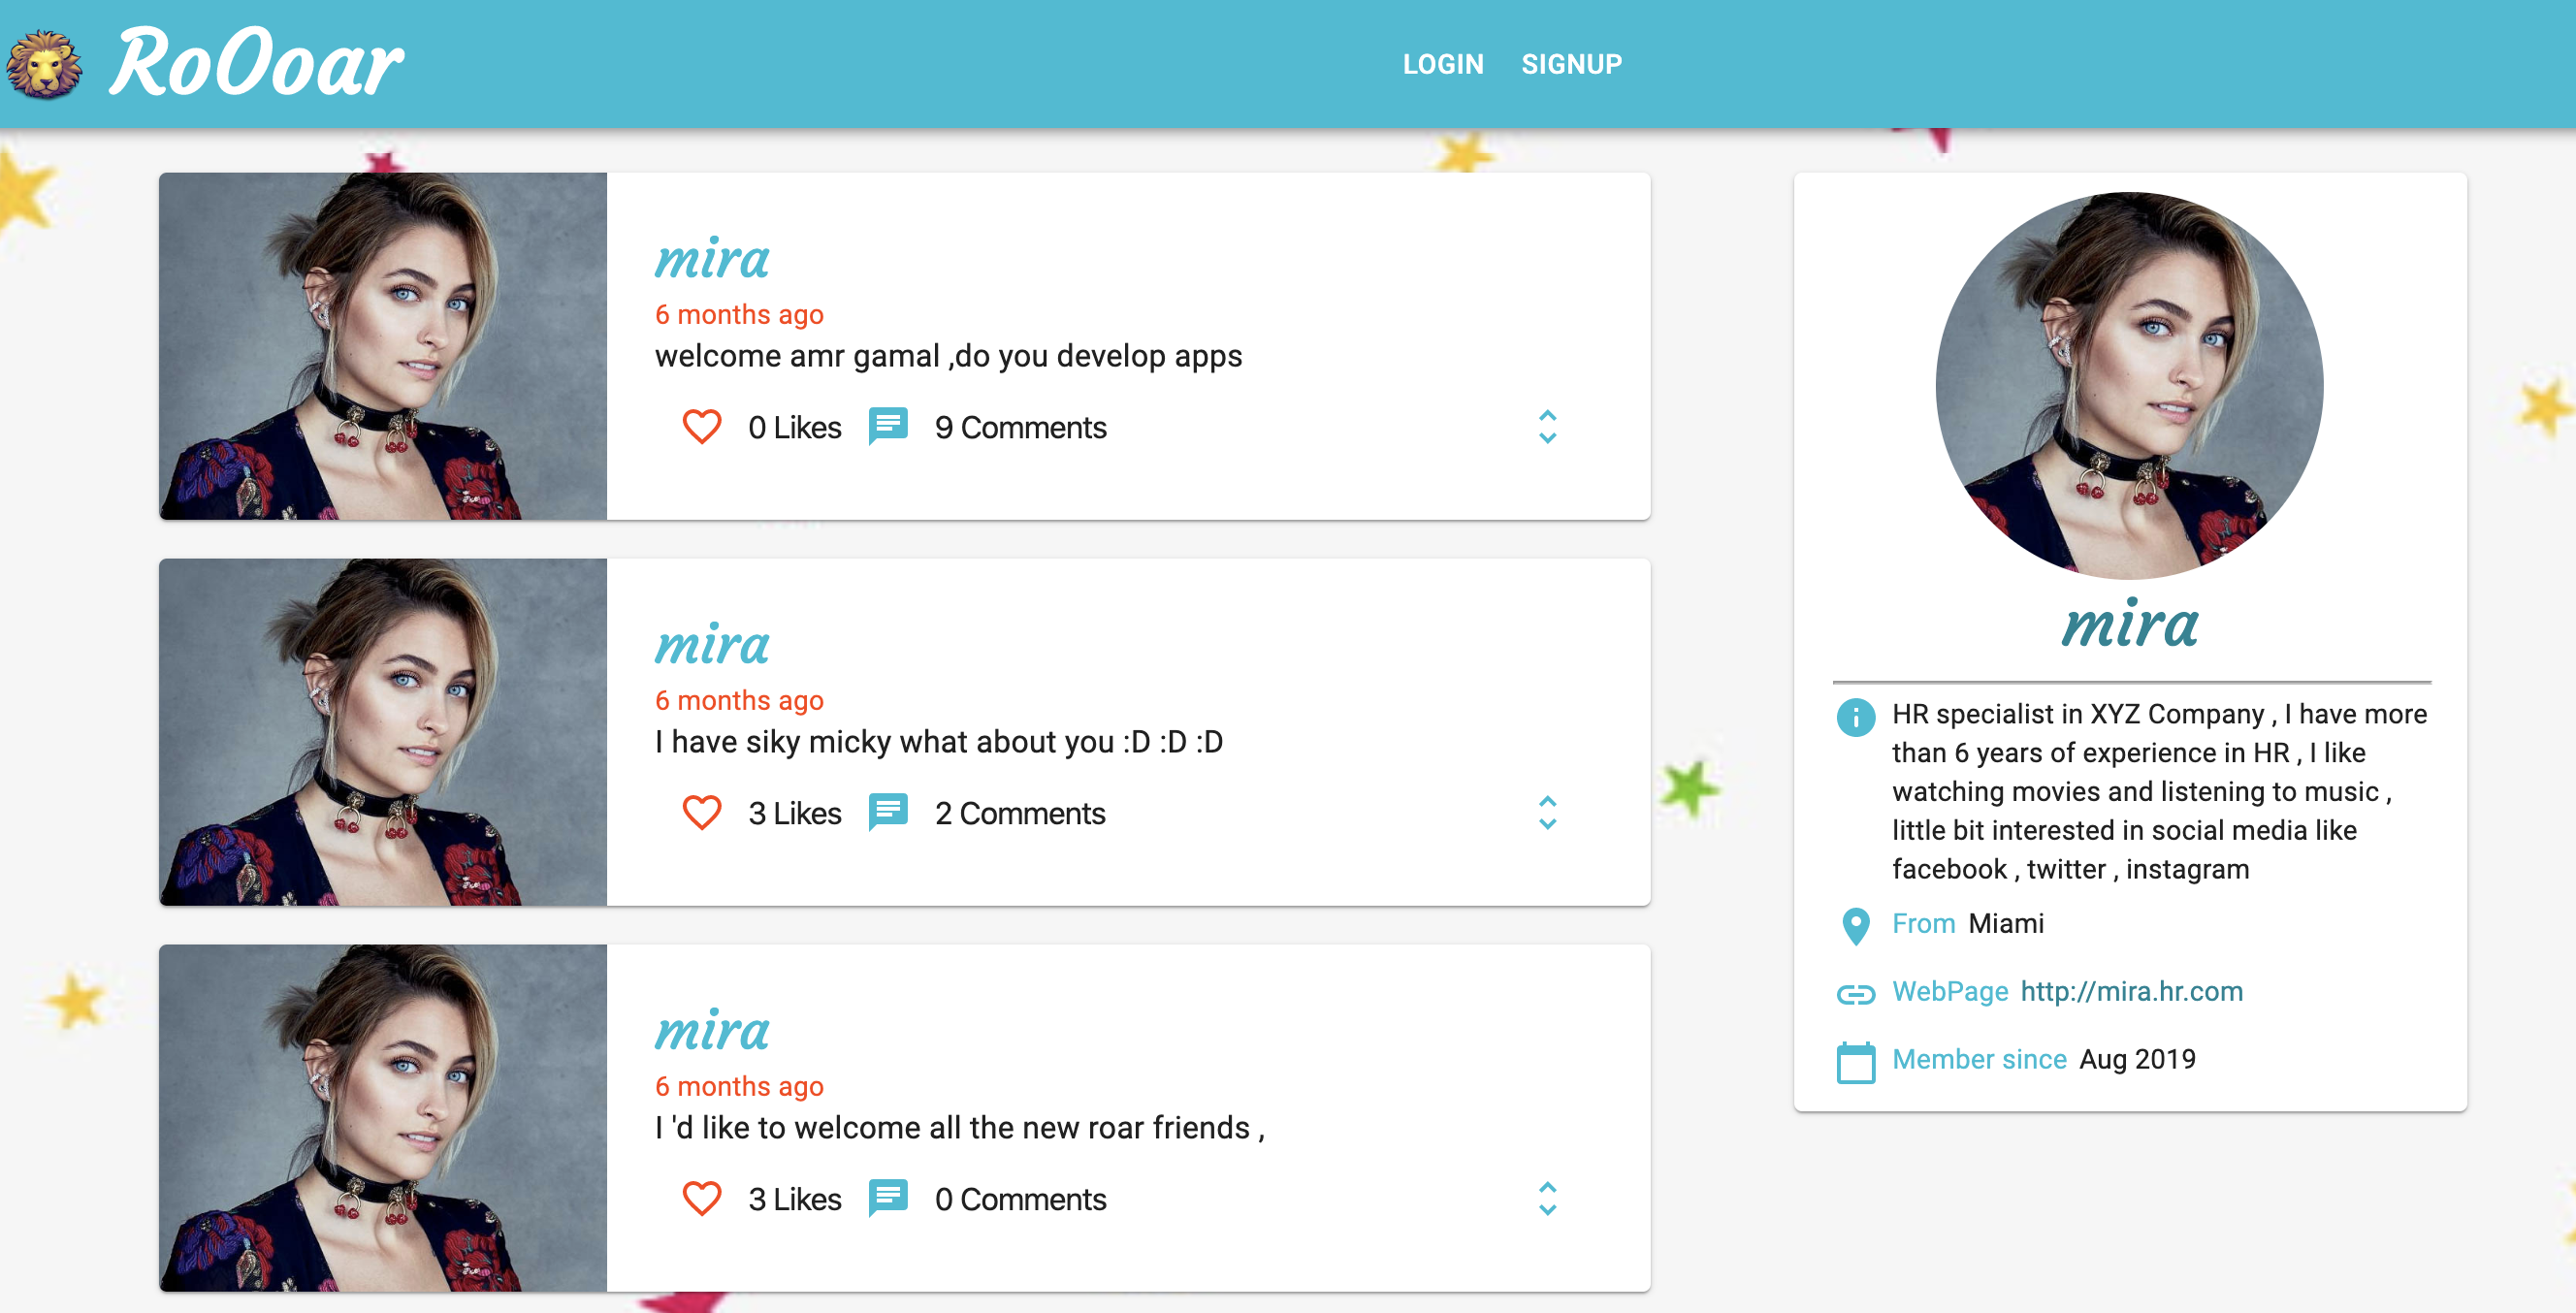 RoOoar
LOGIN SIGNUP
mira
6 months ago
welcome amr gamal ,do you develop apps
0 Likes 9 Comments
mira
6 months ago
I have siky micky what about you :D :D :D
3 Likes 2 Comments
mira
6 months ago
I 'd like to welcome all the new roar friends ,
3 Likes 0 Comments
mira
HR specialist in XYZ Company , I have more
than 6 years of experience in HR , I like
watching movies and listening to music ,
little bit interested in social media like
facebook , twitter , instagram
From Miami
WebPage http://mira.hr.com
Member since Aug 2019